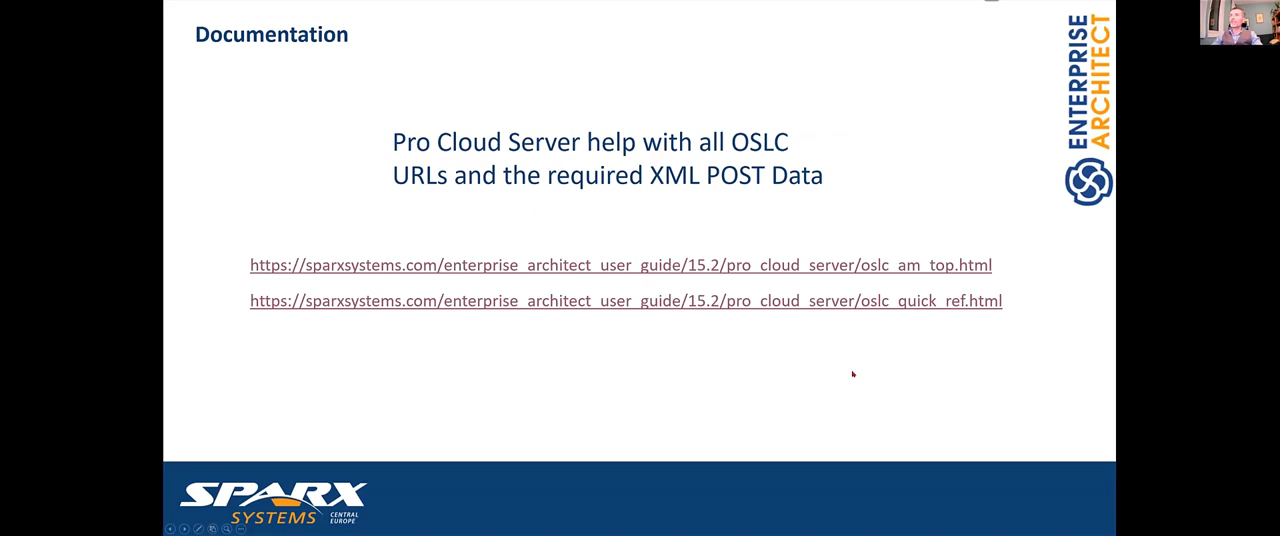 Documentation
ENTERPRISE
ARCHITECT
Pro Cloud Server help with all OSLC
URLs and the required XML POST Data
https://sparxsystems.com/enterprise_architect_user_guide/15.2/pro_cloud_server/oslc_am_top.html
https://sparxsystems.com/enterprise_architect_user_guide/15.2/pro_cloud_server/oslc_quick_ref.html
SPARX
SYSTEMS
CENTRAL
EUROPE